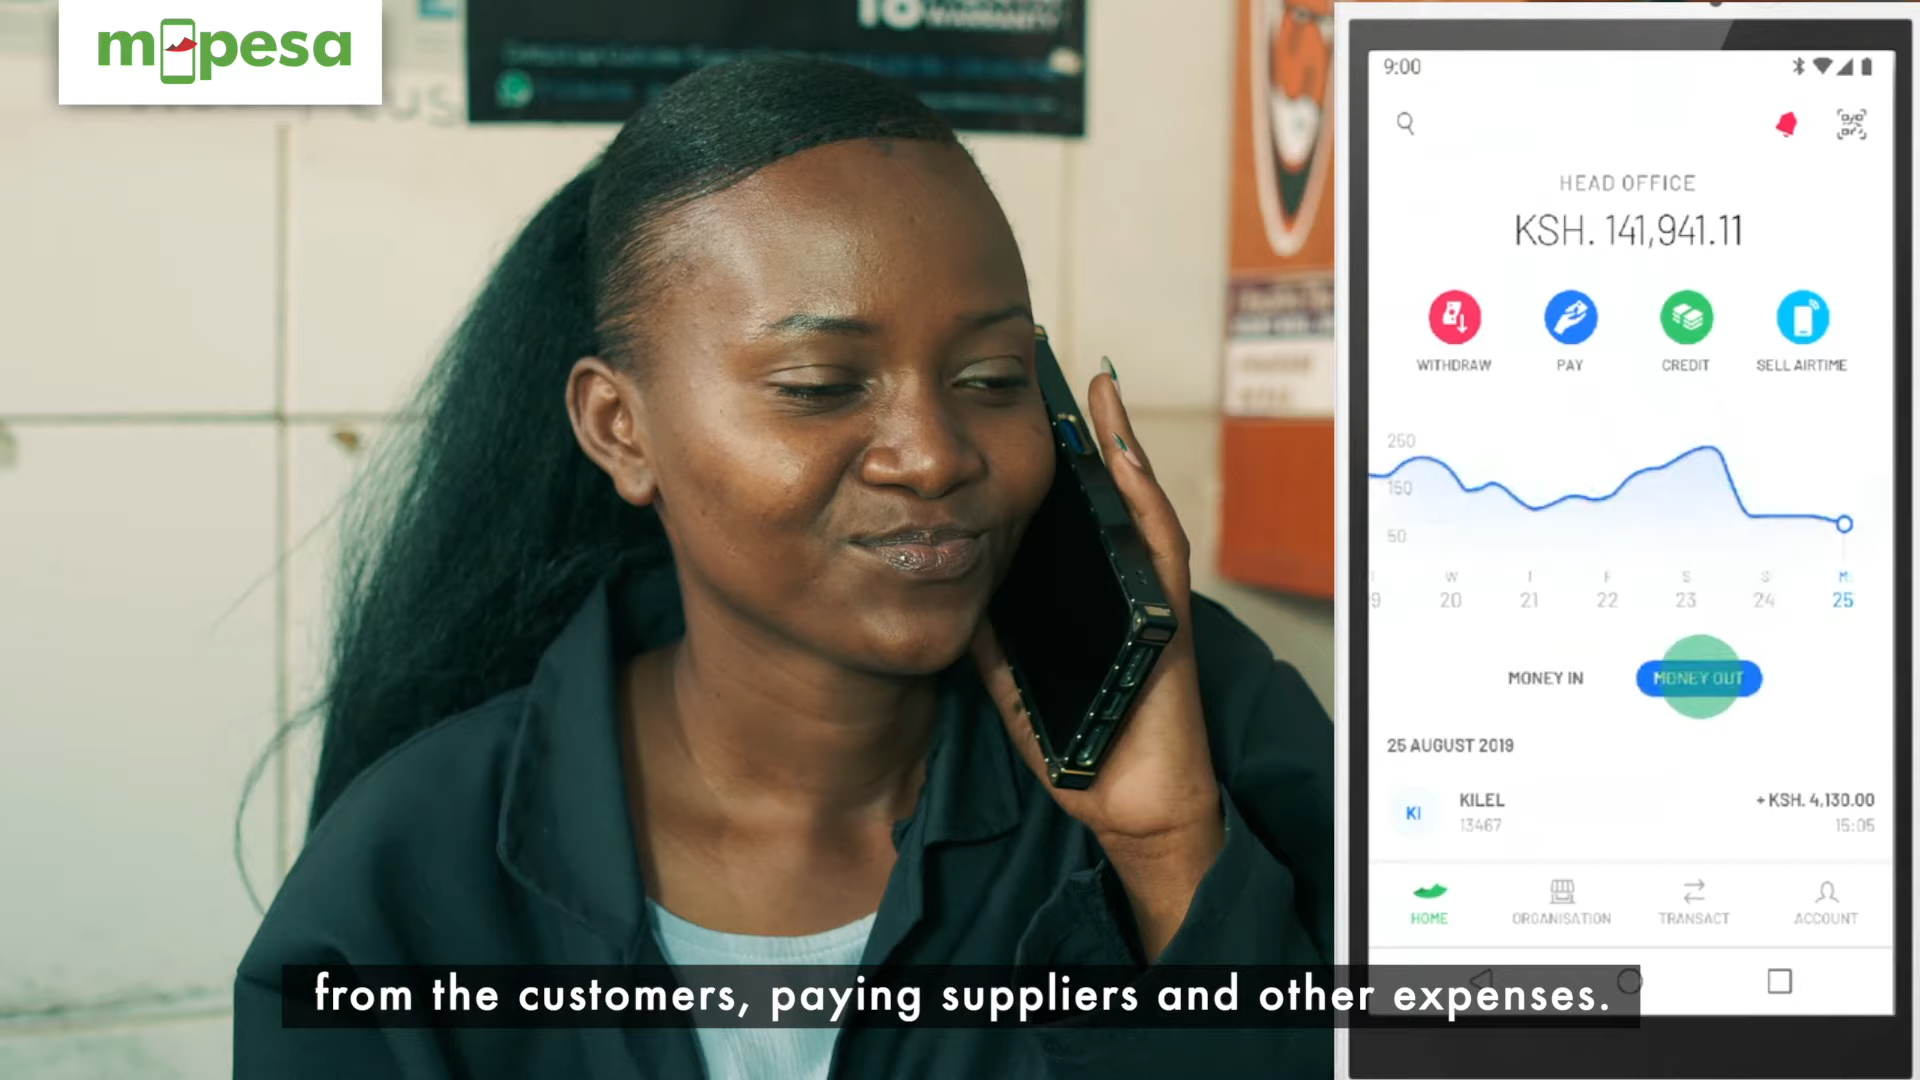 m-pesa
9:00
HEAD OFFICE
KSH. 141,941.11
WITHDRAW
PAY
CREDIT
SELL AIRTIME
250
150
50
W
F
S
S
M
9
20
21
22
23
24
25
MONEY IN
MONEY OUT
25 AUGUST 2019
KI
KILEL
+ KSH. 4,130.00
13467
15:05
HOME
ORGANISATION
TRANSACT
ACCOUNT
from the customers, paying suppliers and other expenses.